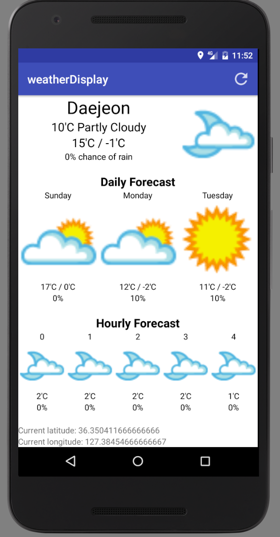 11:52
weatherDisplay
Daejeon
10'C Partly Cloudy
15'C / -1'C
0% chance of rain
Daily Forecast
Sunday Monday Tuesday
17'C / 0'C 12'C / -2'C 11'C / -2'C
0% 10% 10%
Hourly Forecast
0 1 2 3 4
2'C 2'C 2'C 2'C 1'C
0% 0% 0% 0% 0%
Current latitude: 36.350411666666666
Current longitude: 127.38454666666667